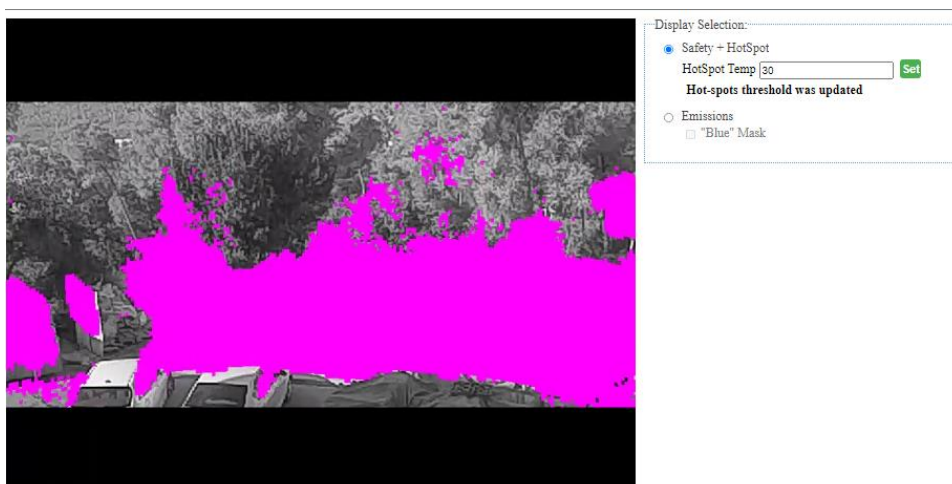 Display Selection:
Safety + HotSpot
HotSpot Temp 30 Set
Hot-spots threshold was updated
Emissions
"Blue" Mask